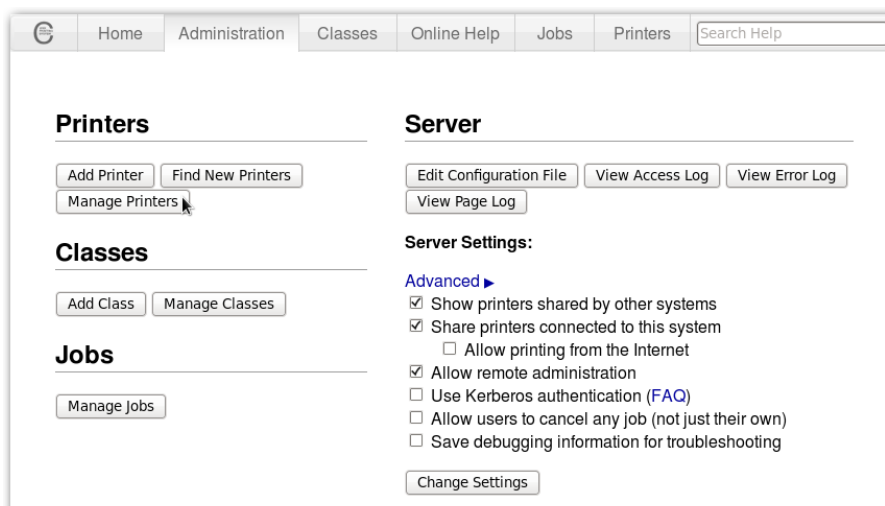 Home Administration Classes Online Help Jobs Printers Search Help
Printers
Add Printer Find New Printers
Manage Printers
Classes
Add Class Manage Classes
Jobs
Manage Jobs
Server
Edit Configuration File View Access Log View Error Log
View Page Log
Server Settings:
Advanced ▶
Show printers shared by other systems
Share printers connected to this system
Allow printing from the Internet
Allow remote administration
Use Kerberos authentication (FAQ)
Allow users to cancel any job (not just their own)
Save debugging information for troubleshooting
Change Settings